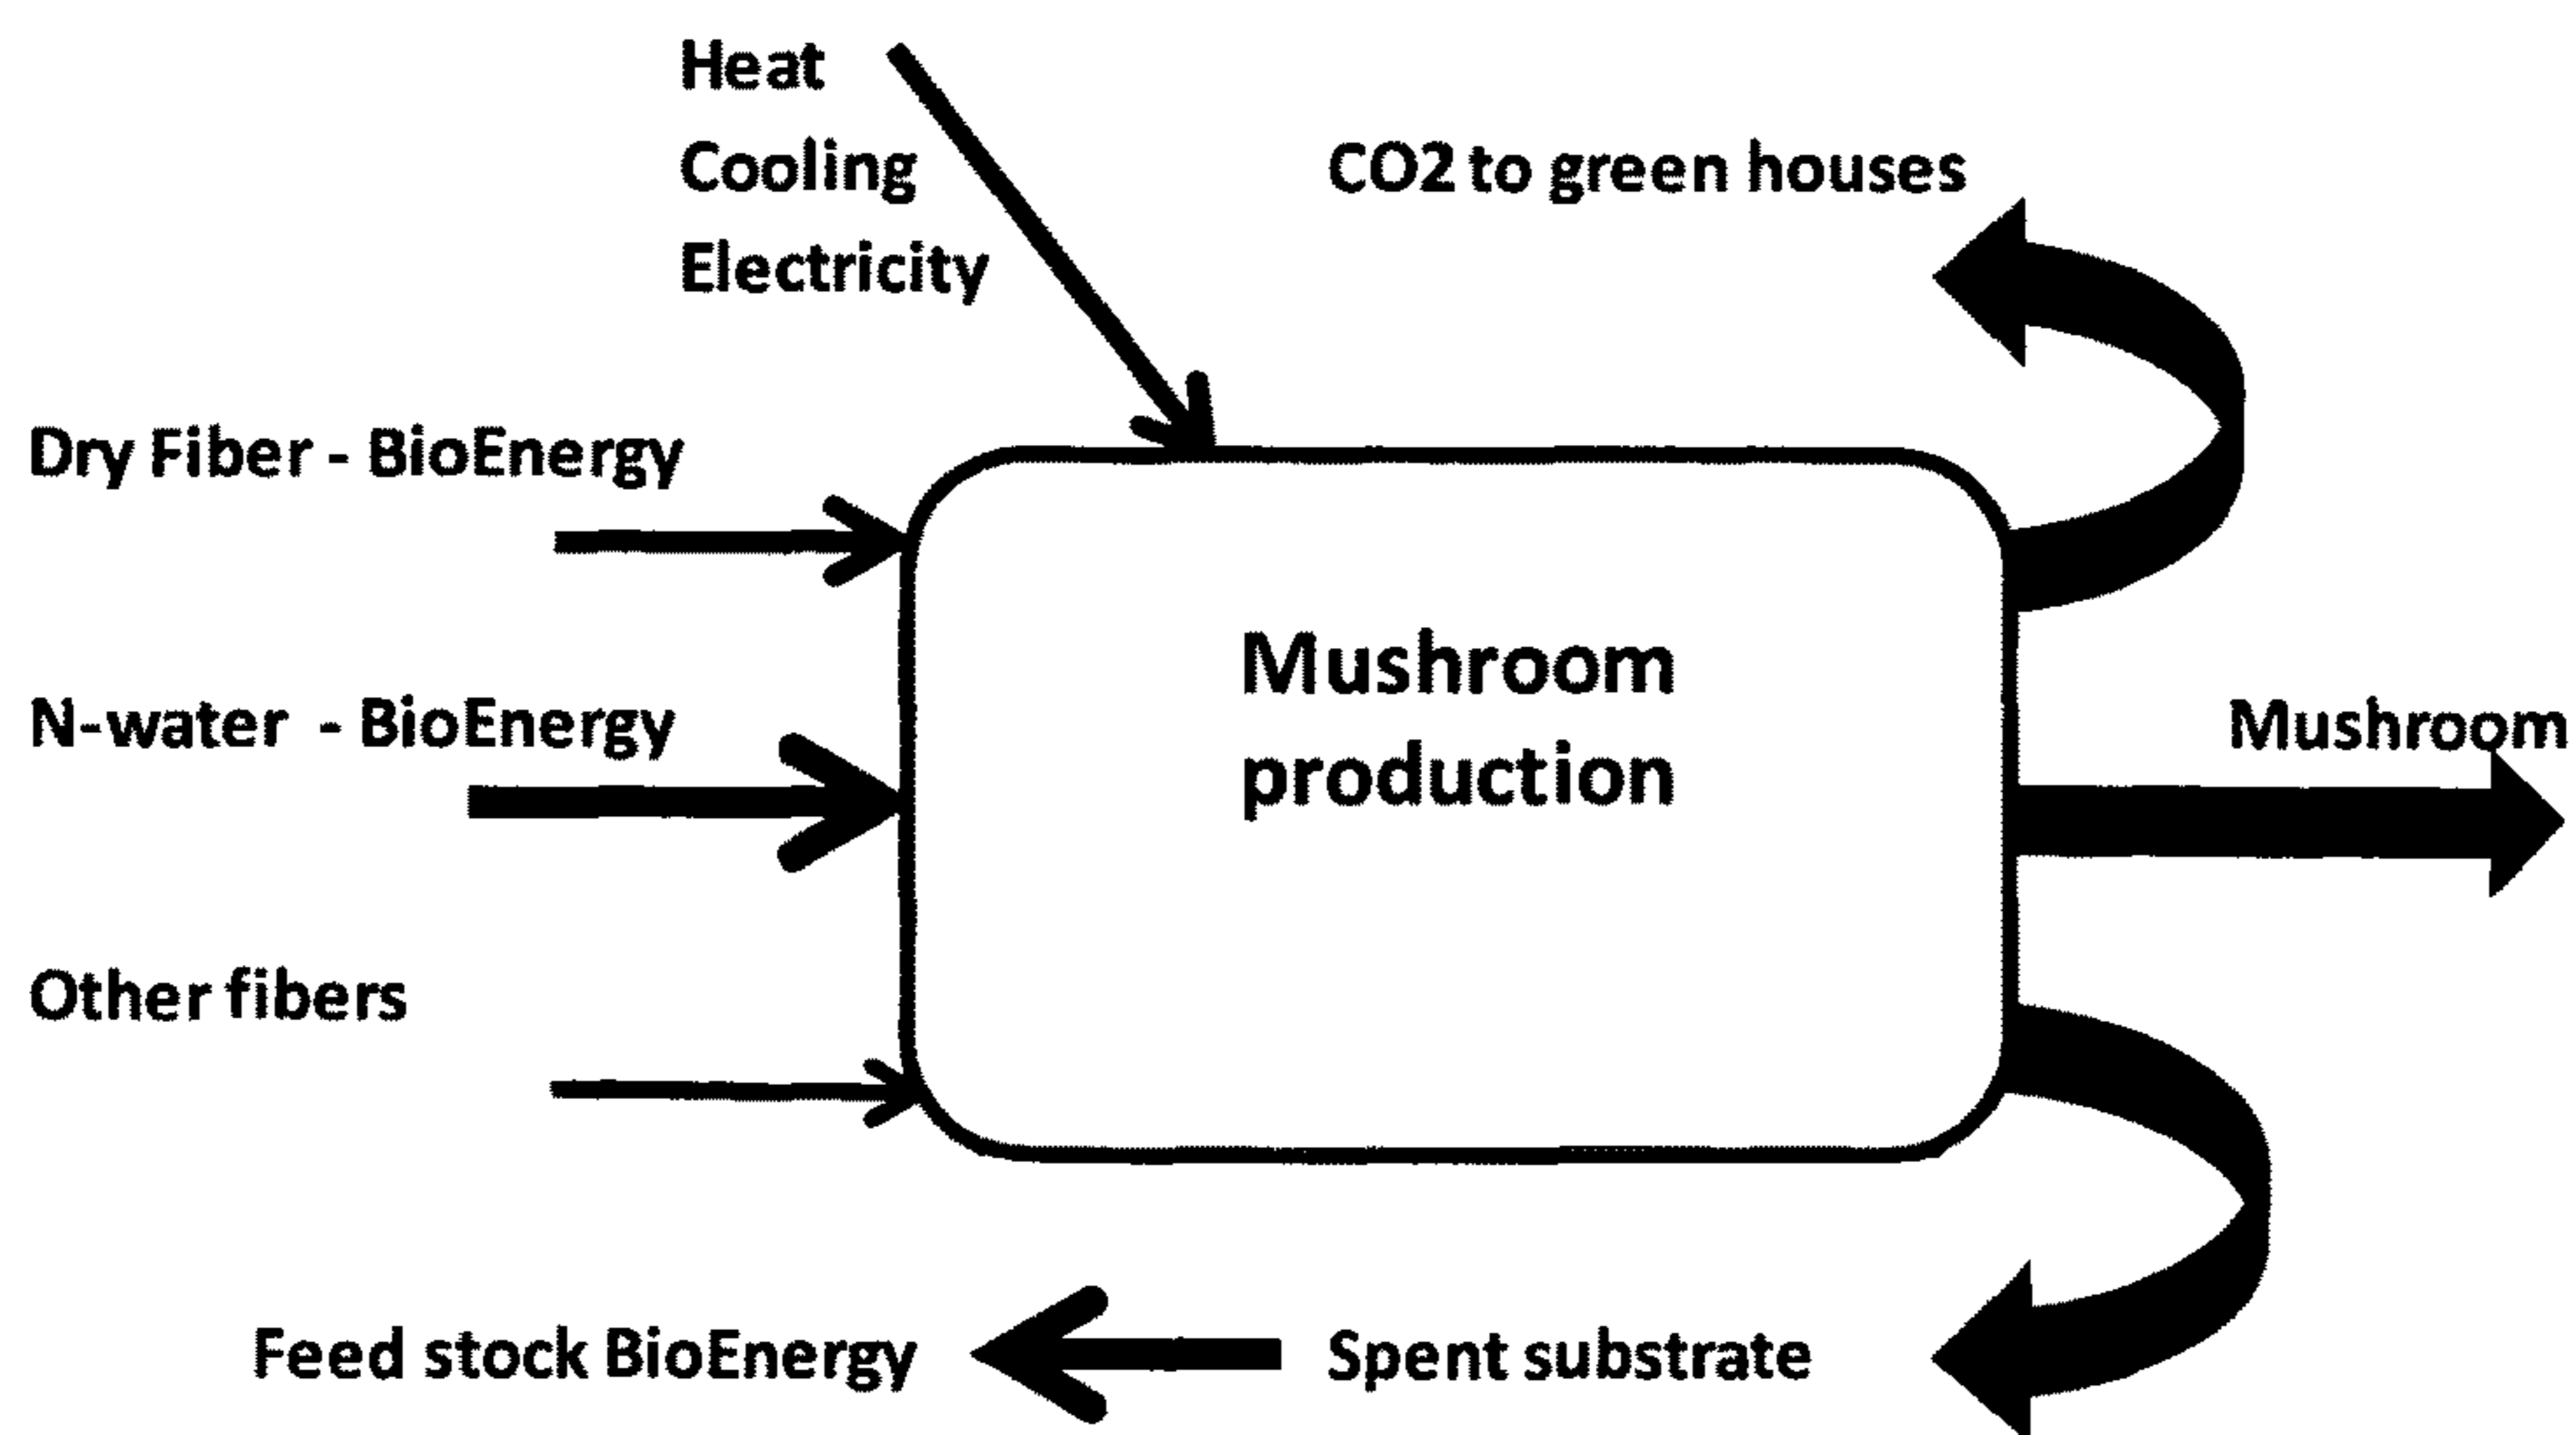 Heat
Cooling
Electricity
CO2 to green houses
Dry Fiber - BioEnergy
N-water - BioEnergy
Other fibers
Mushroom
production
Mushroom
Feed stock BioEnergy
Spent substrate